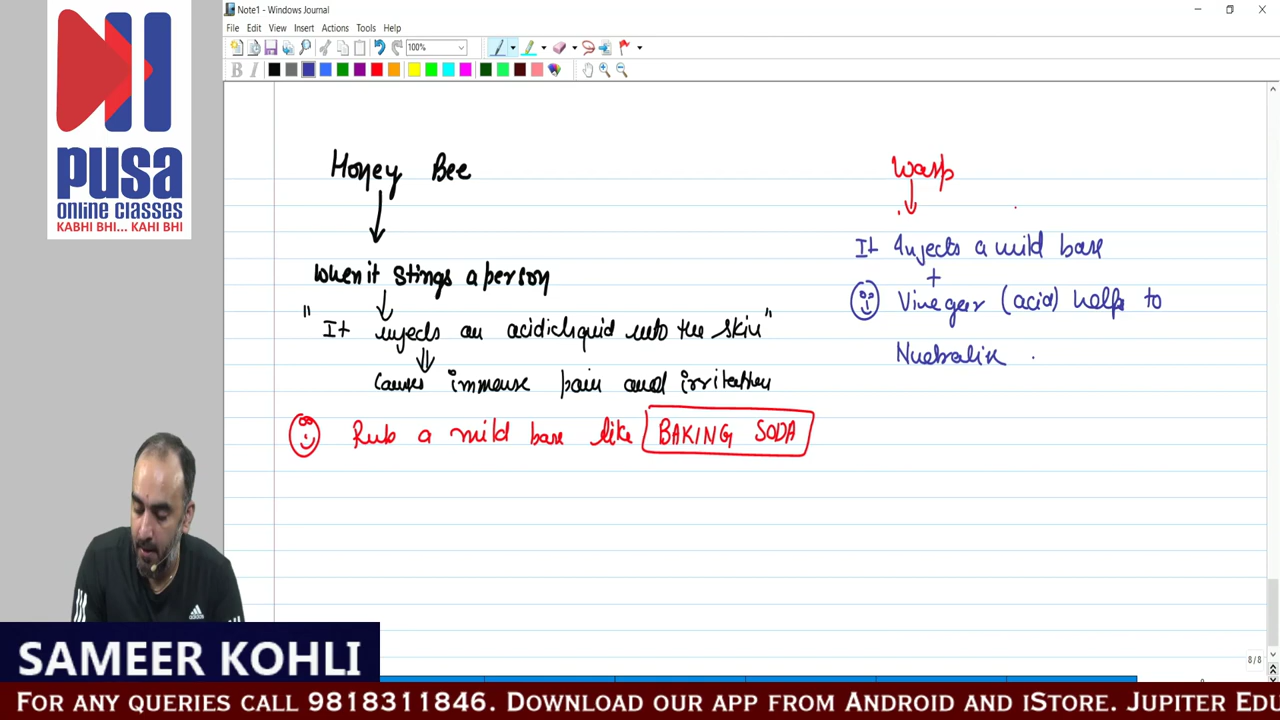 Note1 - Windows Journal
File Edit View Insert Actions Tools Help
100%
B I
PUSA
ONLINE CLASSES
KABHI BHI... KAHI BHI
Honey Bee
When it stings a person
"It injects an acidic liquid into the skin"
Causes immense pain and irritation
Rub a mild base like BAKING SODA
Wasp
It Injects a mild base
+
Vinegar (acid) helps to
Nuetralise
8 / 8
SAMEER KOHLI
FOR ANY QUERIES CALL 9818311846. DOWNLOAD OUR APP FROM ANDROID AND iSTORE. JUPITER EDU